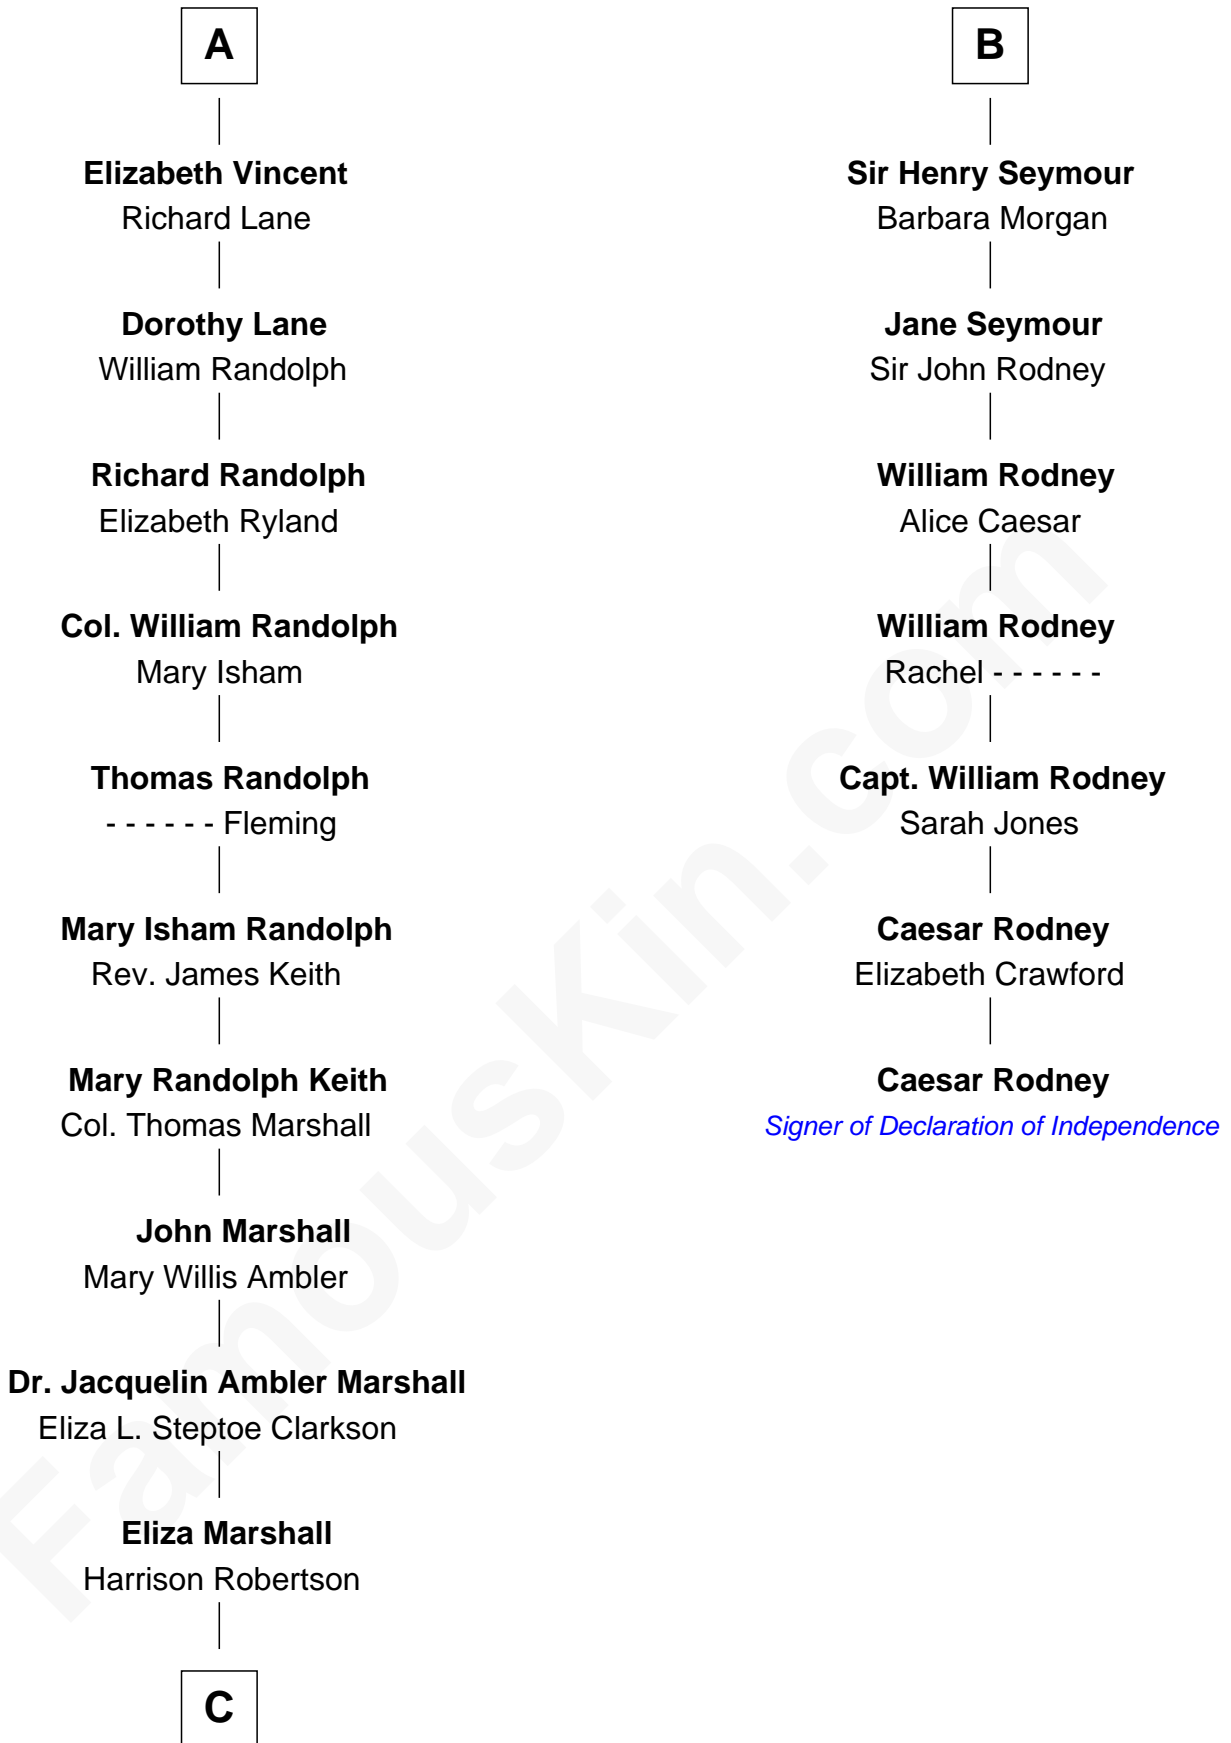 A
Elizabeth Vincent
Richard Lane
Dorothy Lane
William Randolph
Richard Randolph
Elizabeth Ryland
Col. William Randolph
Mary Isham
Thomas Randolph
- - - - - - Fleming
Mary Isham Randolph
Rev. James Keith
Mary Randolph Keith
Col. Thomas Marshall
John Marshall
Mary Willis Ambler
Dr. Jacquelin Ambler Marshall
Eliza L. Steptoe Clarkson
Eliza Marshall
Harrison Robertson
C
B
Sir Henry Seymour
Barbara Morgan
Jane Seymour
Sir John Rodney
William Rodney
Alice Caesar
William Rodney
Rachel - - - - - -
Capt. William Rodney
Sarah Jones
Caesar Rodney
Elizabeth Crawford
Caesar Rodney
Signer of Declaration of Independence
FamousKin.com